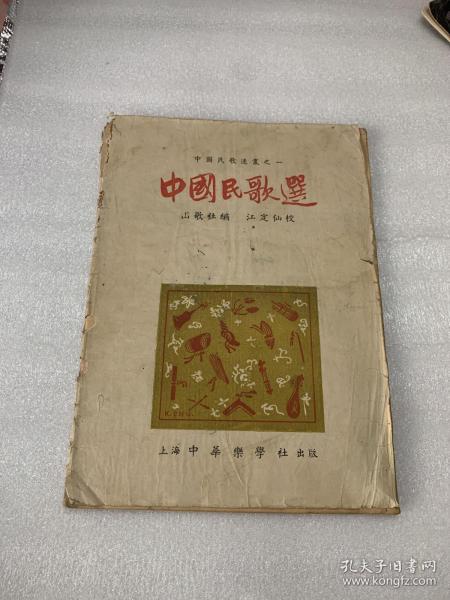 中國民歌選叢之一
中國民歌選
山歌社編 江定仙校
K.CHU.
上海中華樂學社出版
孔夫子旧书网
www.kongfz.com